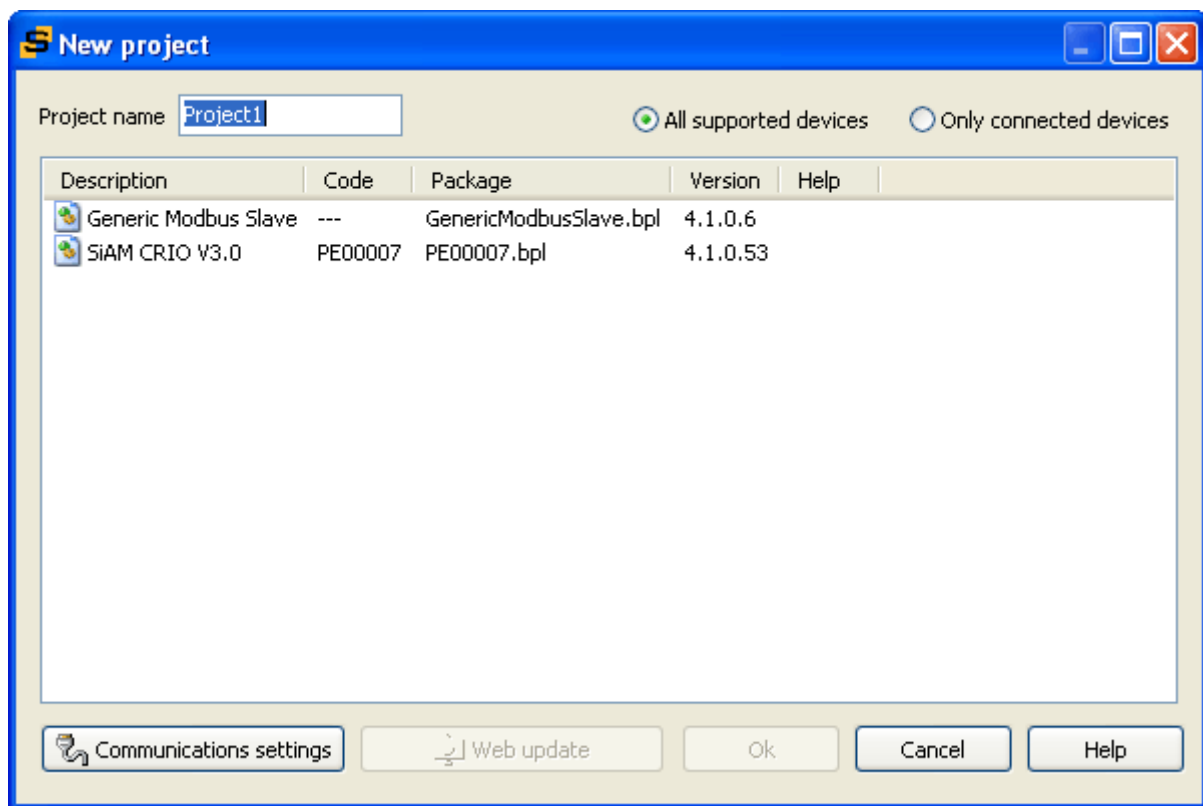 New project
Project name Project1 All supported devices Only connected devices
Description Code Package Version Help
Generic Modbus Slave --- GenericModbusSlave.bpl 4.1.0.6
SiAM CRIO V3.0 PE00007 PE00007.bpl 4.1.0.53
Communications settings Web update Ok Cancel Help